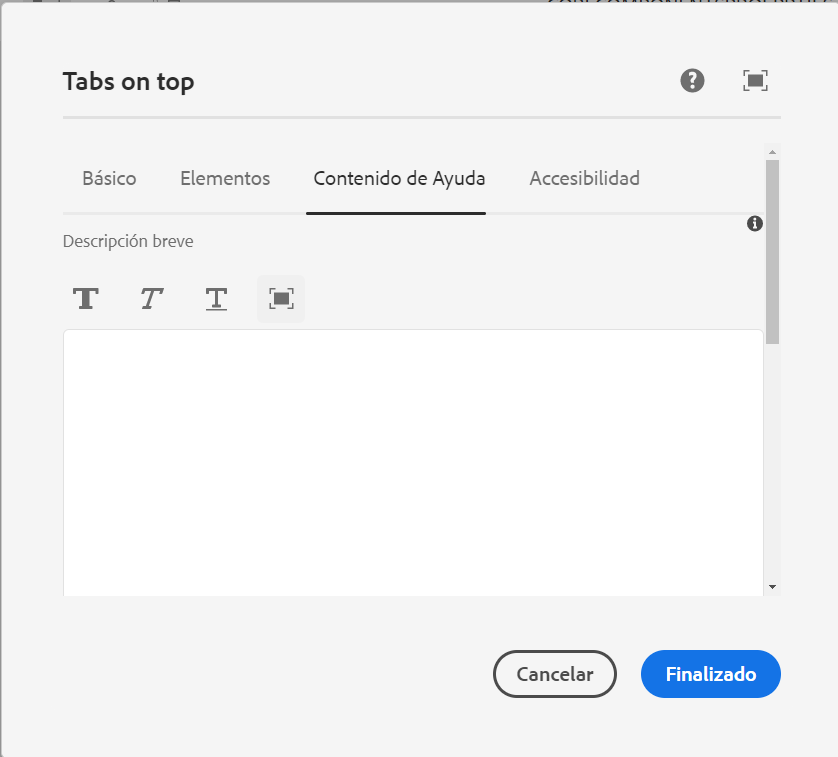 Tabs on top
Básico Elementos Contenido de Ayuda Accesibilidad
Descripción breve
Cancelar Finalizado